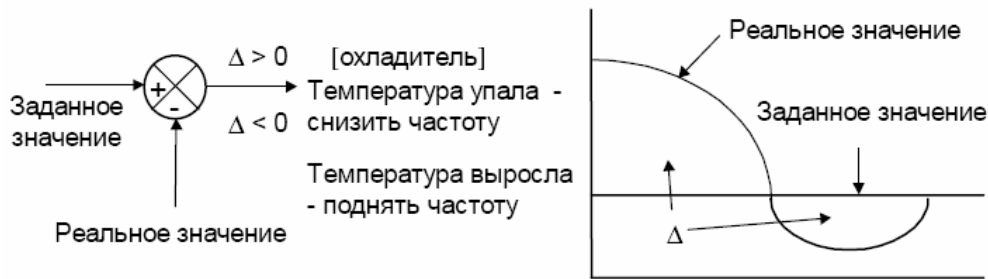 Δ > 0
[охладитель]
Заданное
значение
+
-
Температура упала -
Δ < 0
снизить частоту
Температура выросла
- поднять частоту
Реальное значение
Реальное значение
Заданное значение
Δ